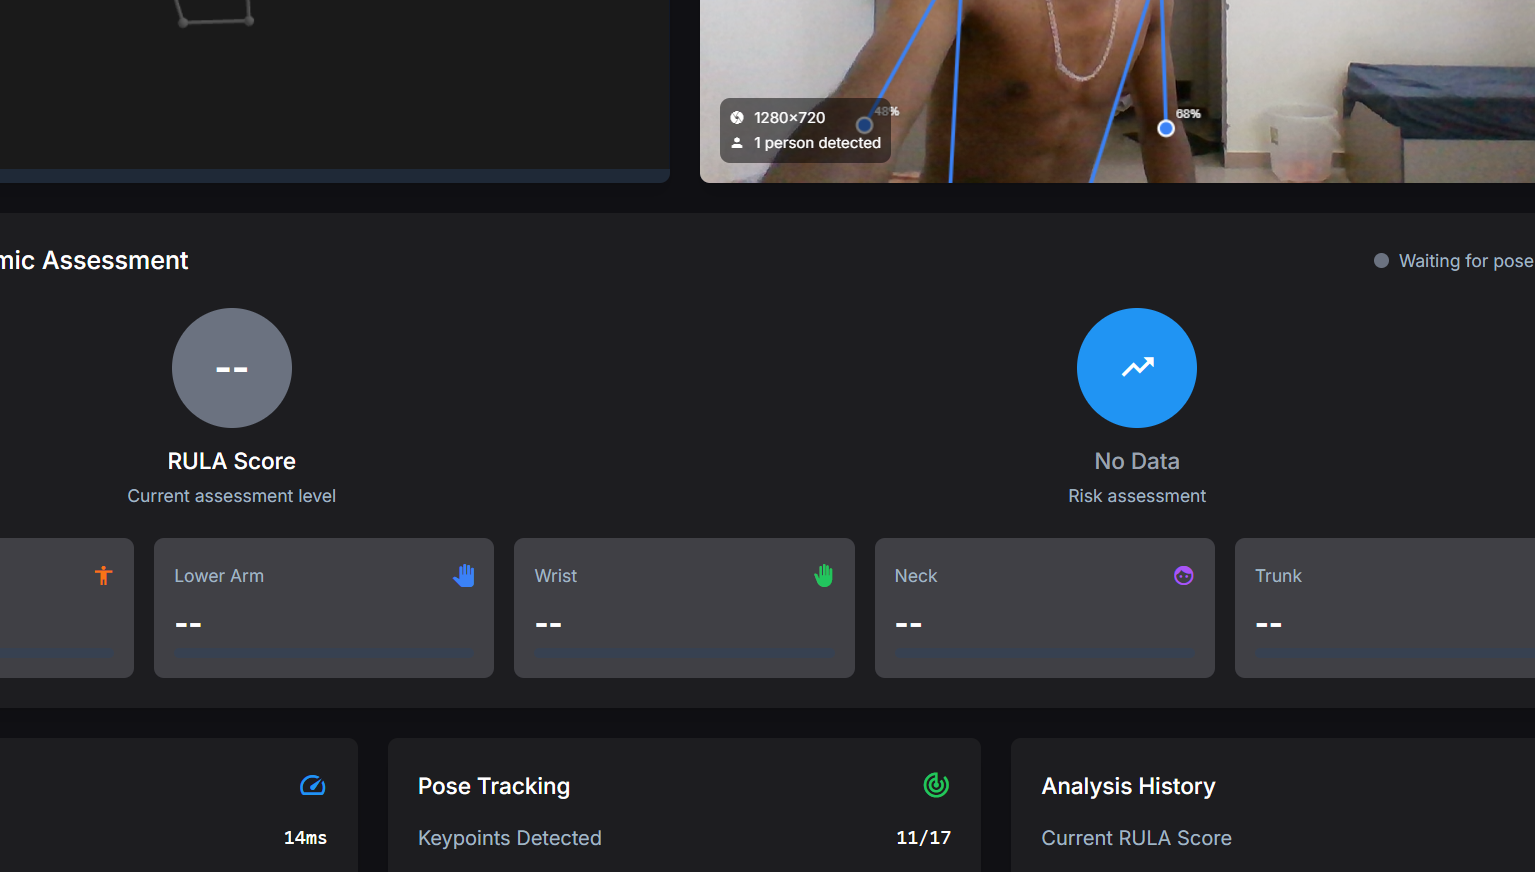 48%
68%
1280×720
1 person detected
mic Assessment
Waiting for pose
--
RULA Score
Current assessment level
No Data
Risk assessment
Lower Arm
--
Wrist
--
Neck
--
Trunk
--
14ms
Pose Tracking
Keypoints Detected
11/17
Analysis History
Current RULA Score